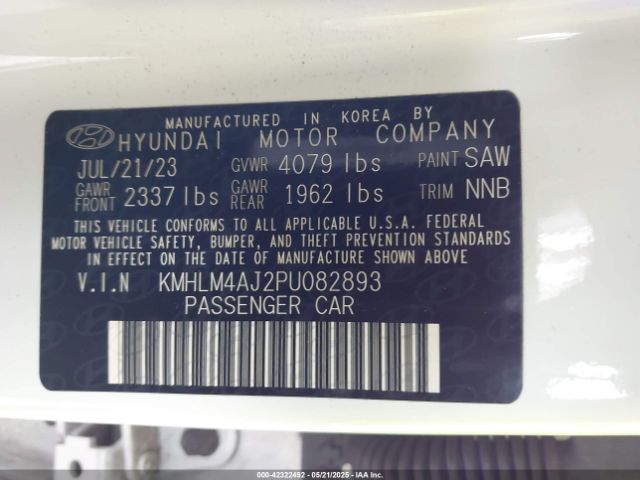 MANUFACTURED IN KOREA BY
HYUNDAI MOTOR COMPANY
JUL/21/23 GVWR 4079 lbs PAINT SAW
GAWR FRONT 2337 lbs GAWR REAR 1962 lbs TRIM NNB
THIS VEHICLE CONFORMS TO ALL APPLICABLE U.S.A. FEDERAL
MOTOR VEHICLE SAFETY, BUMPER, AND THEFT PREVENTION STANDARDS
IN EFFECT ON THE DATE OF MANUFACTURE SHOWN ABOVE
V.I.N KMHLM4AJ2PU082893
PASSENGER CAR
000-42322492 - 05/21/2025 - IAA Inc.